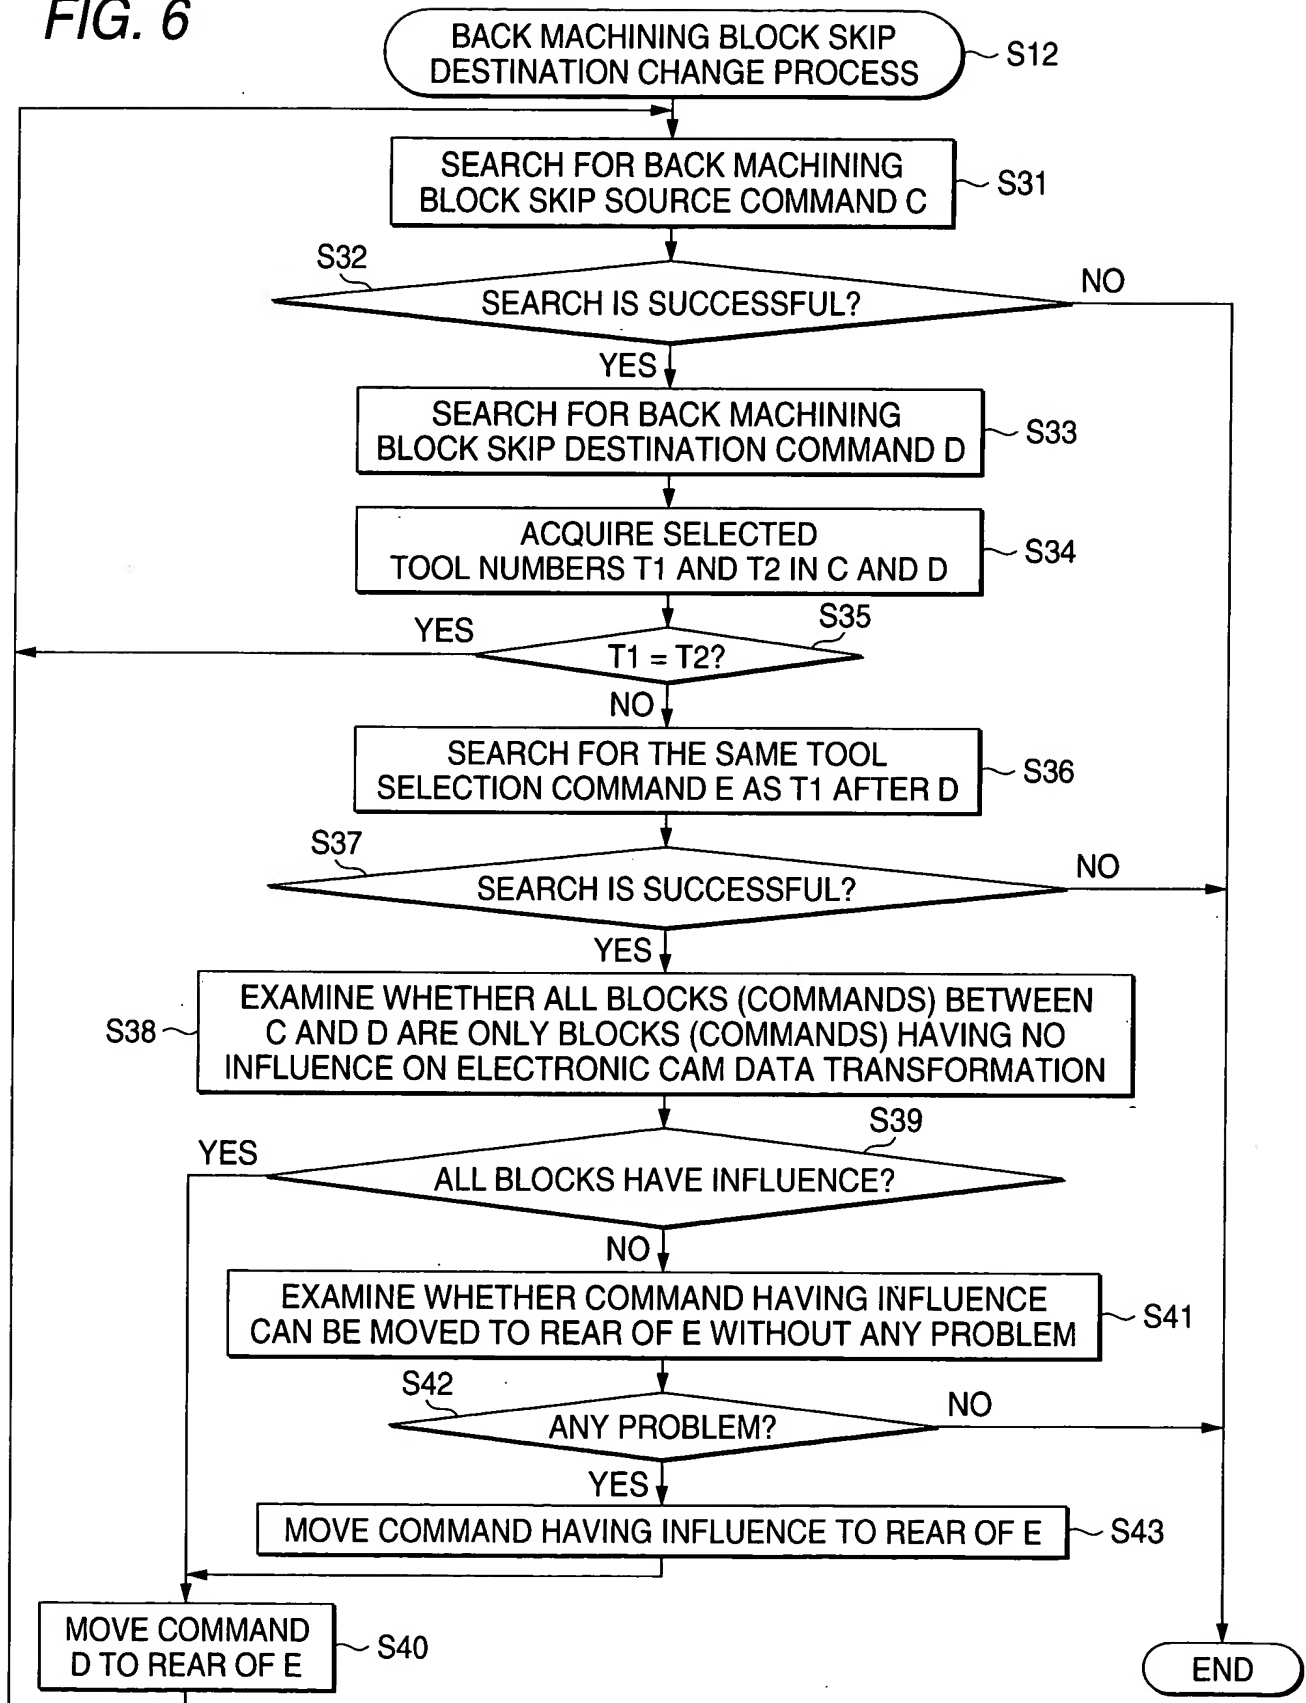 FIG. 6
BACK MACHINING BLOCK SKIP
DESTINATION CHANGE PROCESS
S12
SEARCH FOR BACK MACHINING
BLOCK SKIP SOURCE COMMAND C
S31
S32
SEARCH IS SUCCESSFUL?
NO
YES
SEARCH FOR BACK MACHINING
BLOCK SKIP DESTINATION COMMAND D
S33
ACQUIRE SELECTED
TOOL NUMBERS T1 AND T2 IN C AND D
S34
S35
YES
T1 = T2?
NO
SEARCH FOR THE SAME TOOL
SELECTION COMMAND E AS T1 AFTER D
S36
S37
SEARCH IS SUCCESSFUL?
NO
YES
EXAMINE WHETHER ALL BLOCKS (COMMANDS) BETWEEN
C AND D ARE ONLY BLOCKS (COMMANDS) HAVING NO
INFLUENCE ON ELECTRONIC CAM DATA TRANSFORMATION
S38
S39
YES
ALL BLOCKS HAVE INFLUENCE?
NO
EXAMINE WHETHER COMMAND HAVING INFLUENCE
CAN BE MOVED TO REAR OF E WITHOUT ANY PROBLEM
S41
S42
ANY PROBLEM?
NO
YES
MOVE COMMAND HAVING INFLUENCE TO REAR OF E
S43
MOVE COMMAND
D TO REAR OF E
S40
END